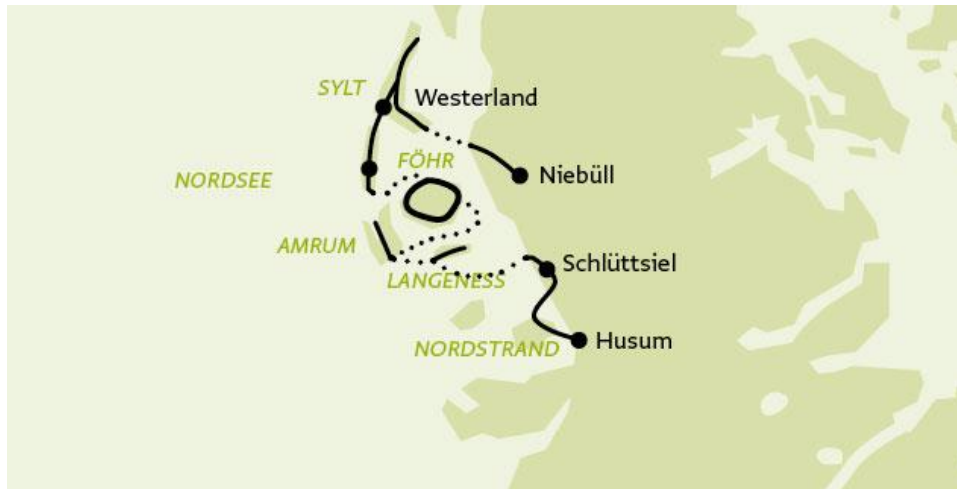 SYLT
Westerland
FÖHR
Niebüll
NORDSEE
AMRUM
Schlüttsiel
LANGENESS
Husum
NORDSTRAND